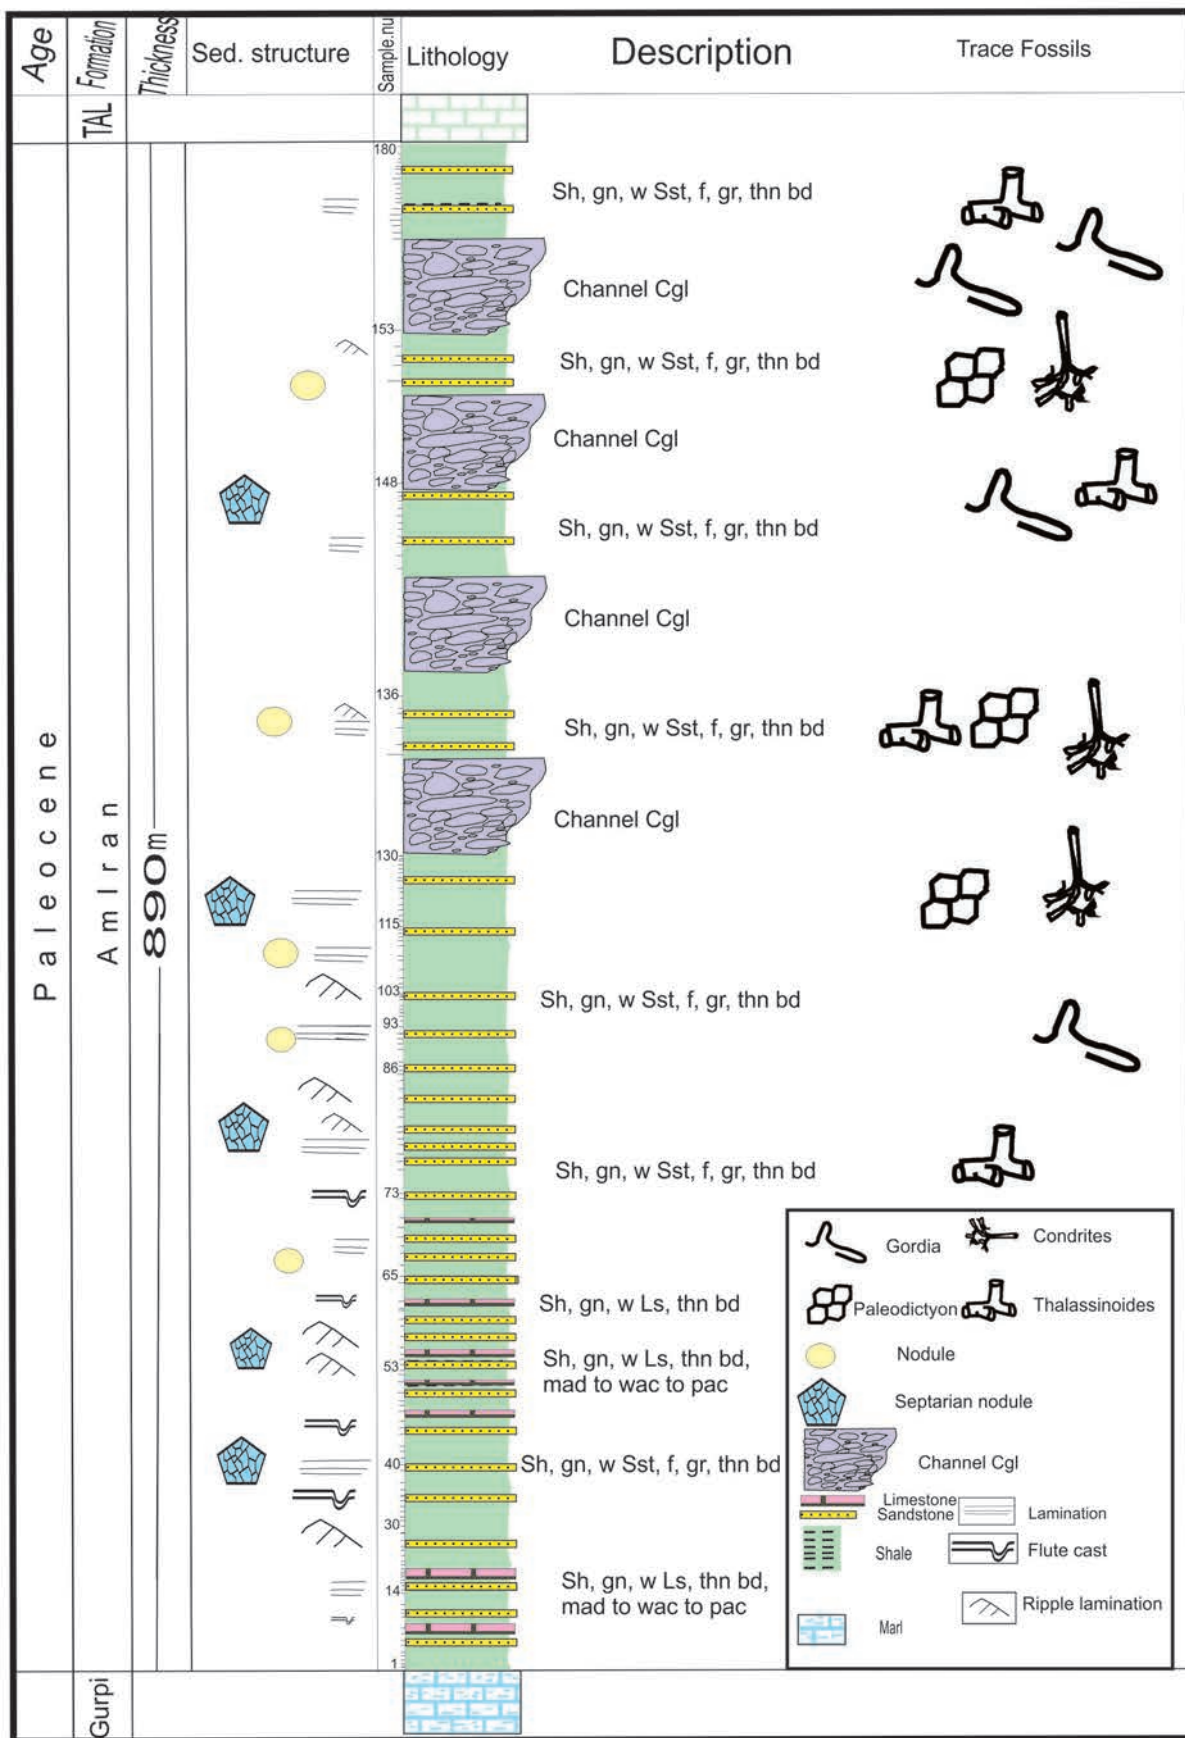 Age
Formation
Thickness
Sed. structure
Sample.nu
Lithology
Description
Trace Fossils
TAL
180
Sh, gn, w Sst, f, gr, thn bd
Channel Cgl
153
Sh, gn, w Sst, f, gr, thn bd
Channel Cgl
148
Sh, gn, w Sst, f, gr, thn bd
Channel Cgl
136
Sh, gn, w Sst, f, gr, thn bd
Channel Cgl
130
Paleocene
AmIran
890m
115
103
Sh, gn, w Sst, f, gr, thn bd
93
86
Sh, gn, w Sst, f, gr, thn bd
73
65
Sh, gn, w Ls, thn bd
53
Sh, gn, w Ls, thn bd,
mad to wac to pac
40
Sh, gn, w Sst, f, gr, thn bd
30
14
Sh, gn, w Ls, thn bd,
mad to wac to pac
1
Gurpi
Gordia
Condrites
Paleodictyon
Thalassinoides
Nodule
Septarian nodule
Channel Cgl
Limestone
Sandstone
Lamination
Shale
Flute cast
Ripple lamination
Marl